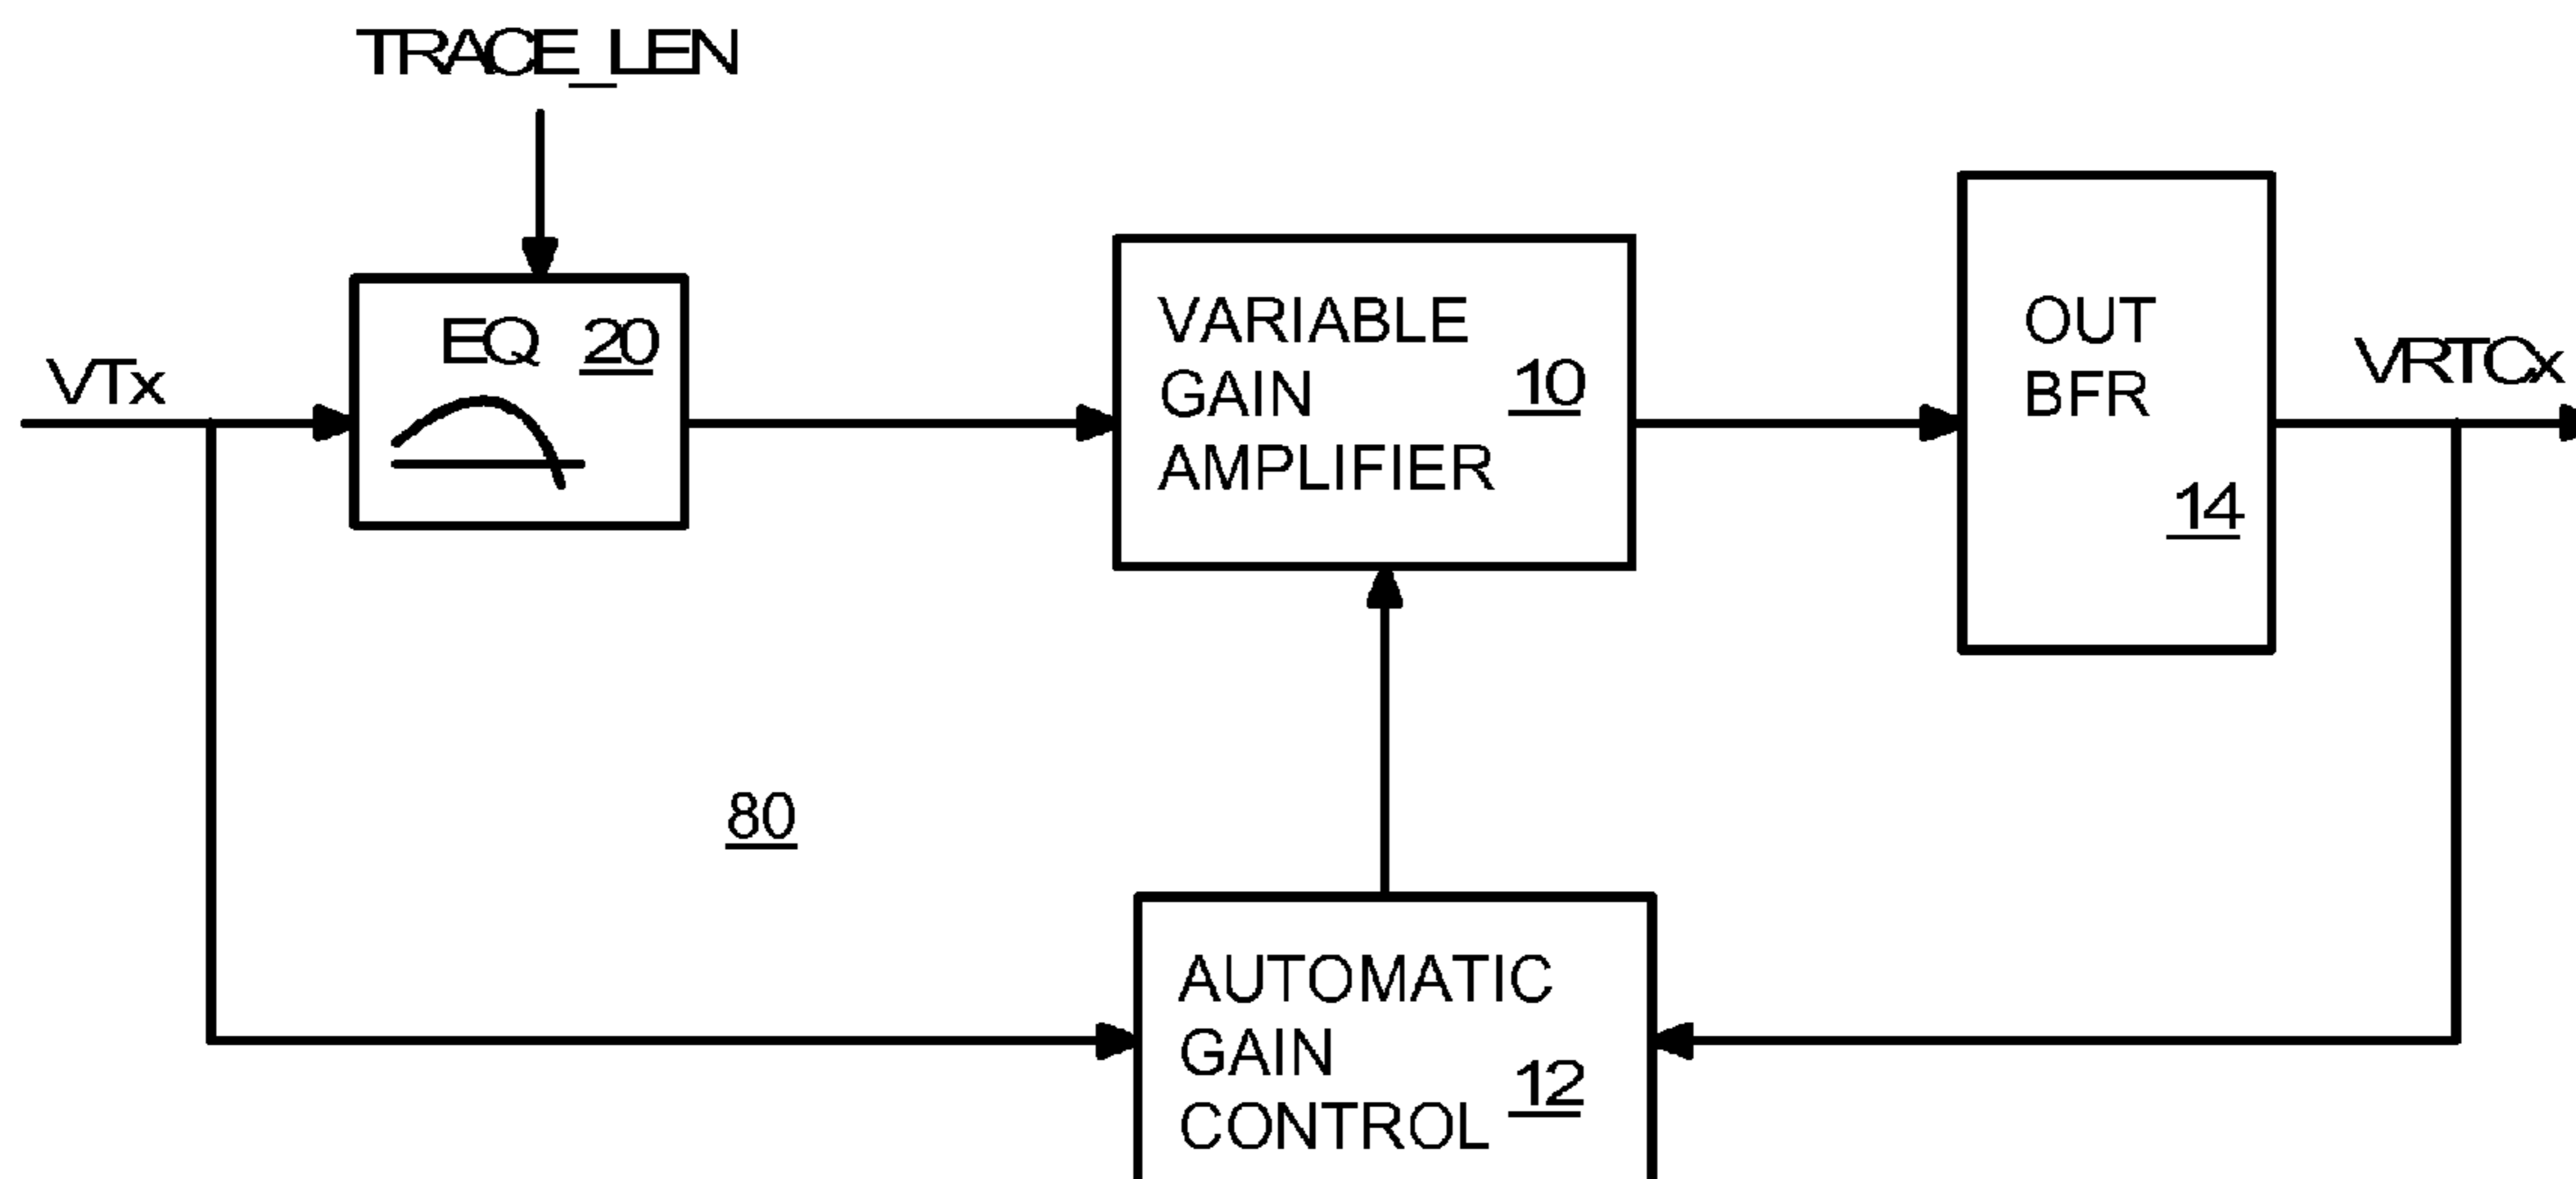 TRACE_LEN
VTx
EQ 20
VARIABLE
GAIN
AMPLIFIER
10
OUT
BFR
14
VRTCx
80
AUTOMATIC
GAIN
CONTROL
12